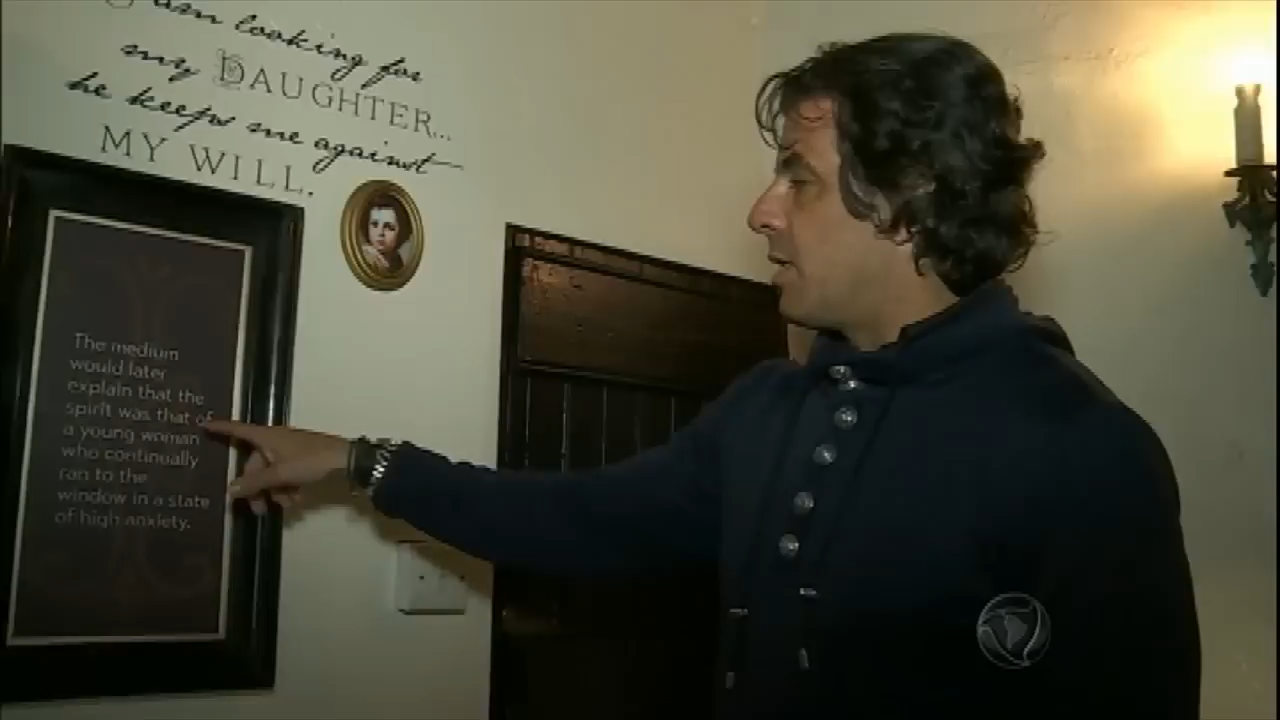 I am looking for
my DAUGHTER...
he keeps me against
MY WILL.
The medium
would later
explain that the
spirit was that of
a young woman
who continually
ran to the
window in a state
of high anxiety.